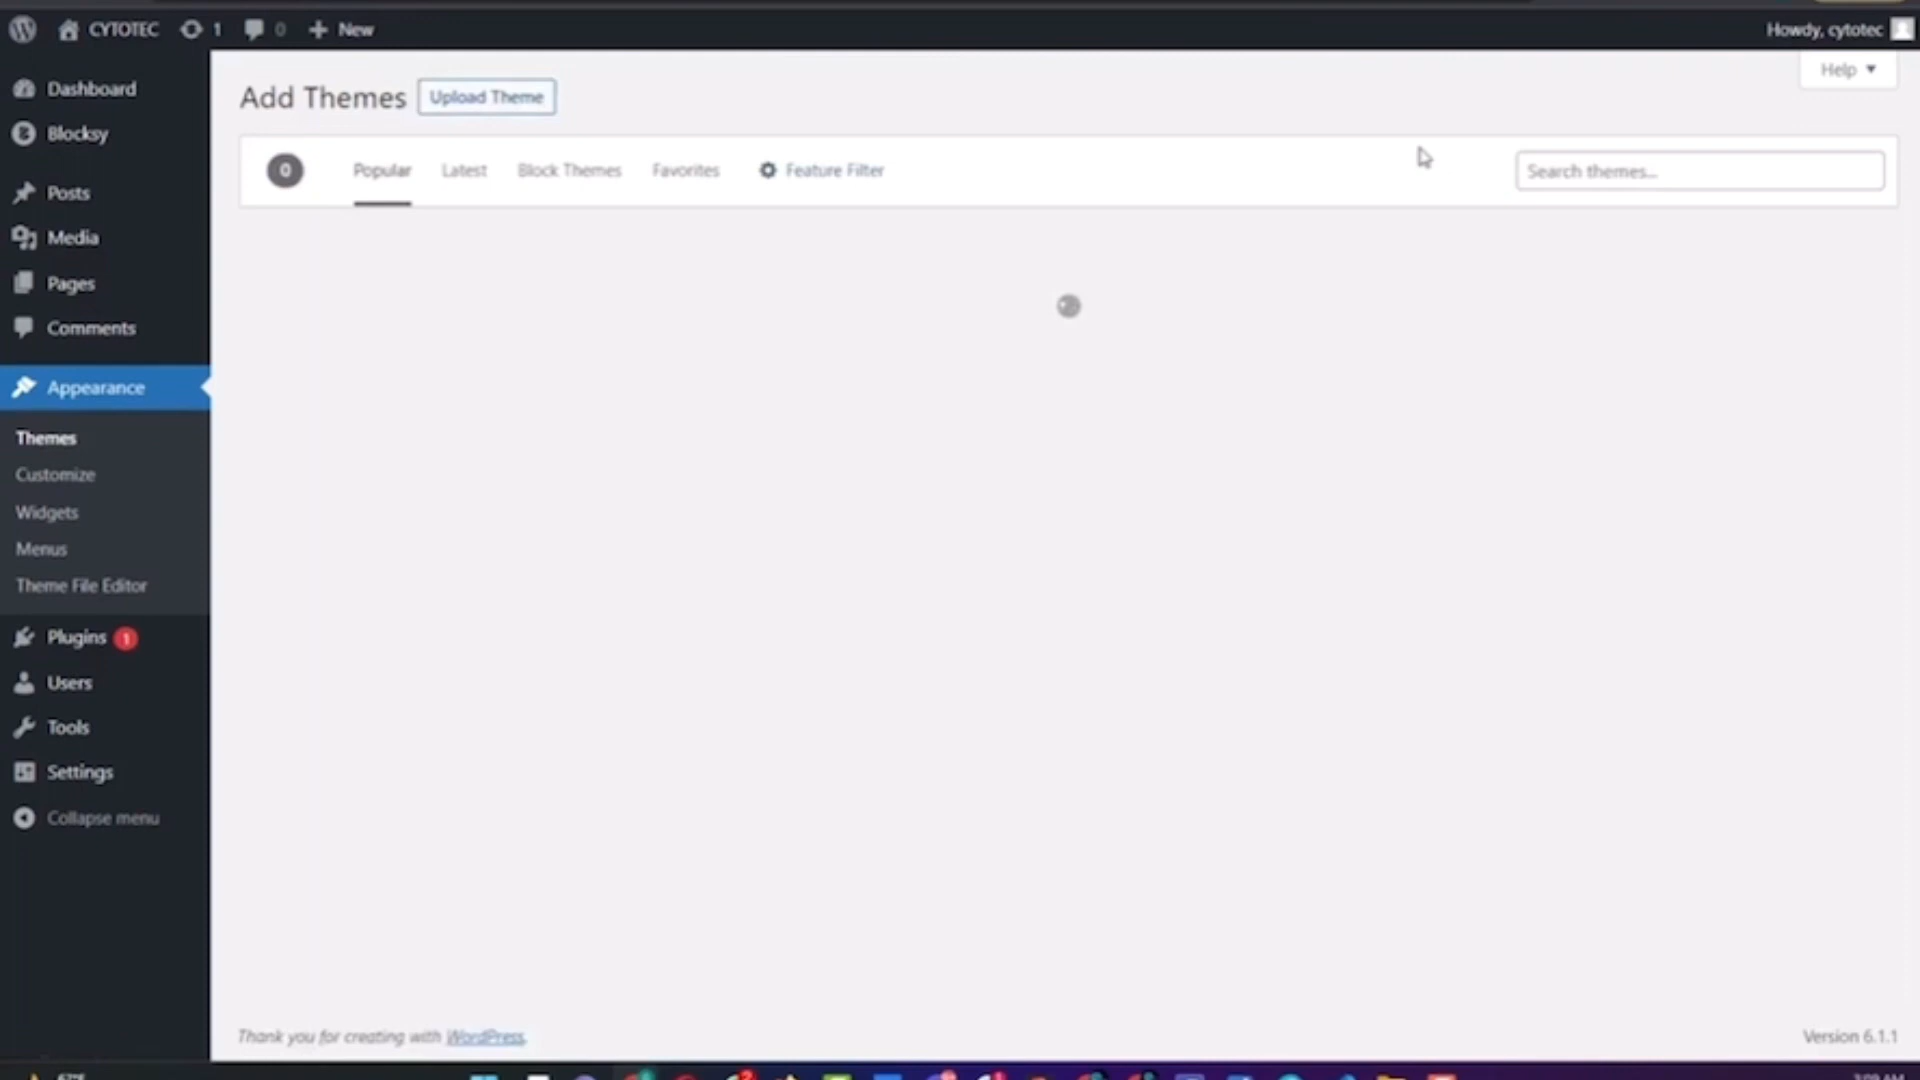 CYTOTEC 1 0 New Howdy, cytotec
Help
Add Themes Upload Theme
0 Popular Latest Block Themes Favorites Feature Filter Search themes...
Dashboard
Blocksy
Posts
Media
Pages
Comments
Appearance
Themes
Customize
Widgets
Menus
Theme File Editor
Plugins 1
Users
Tools
Settings
Collapse menu
Thank you for creating with WordPress.
Version 6.1.1